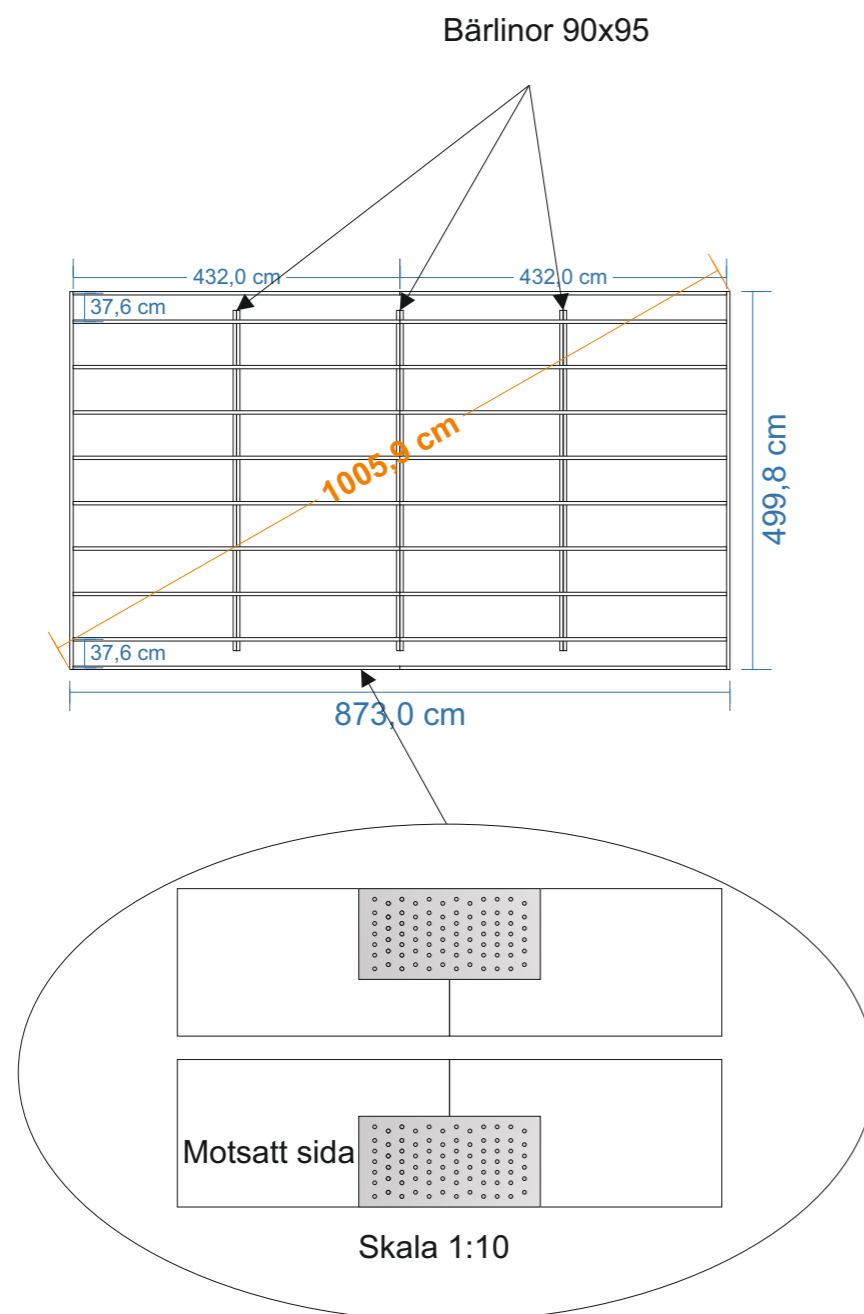 Bärlinor 90x95
432,0 cm
432,0 cm
37,6 cm
1005,9 cm
499,8 cm
37,6 cm
873,0 cm
Motsatt sida
Skala 1:10